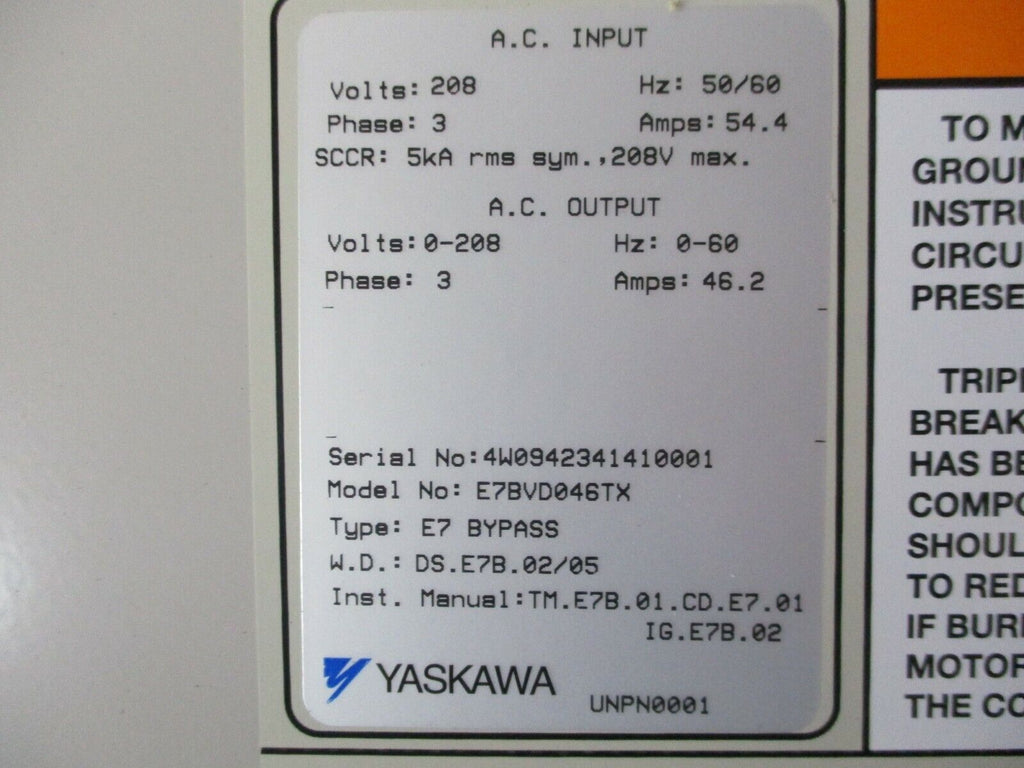 A.C. INPUT
Volts: 208 Hz: 50/60
Phase: 3 Amps: 54.4
SCCR: 5kA rms sym.,208V max.
A.C. OUTPUT
Volts:0-208 Hz: 0-60
Phase: 3 Amps: 46.2
Serial No:4W0942341410001
Model No: E7BVD046TX
Type: E7 BYPASS
W.D.: DS.E7B.02/05
Inst. Manual:TM.E7B.01.CD.E7.01
IG.E7B.02
YASKAWA
UNPN0001
TO
GROUN
INSTRU
CIRCU
PRESE
TRIP
BREAK
HAS BE
COMPO
SHOUL
TO RED
IF BUR
MOTOR
THE CO